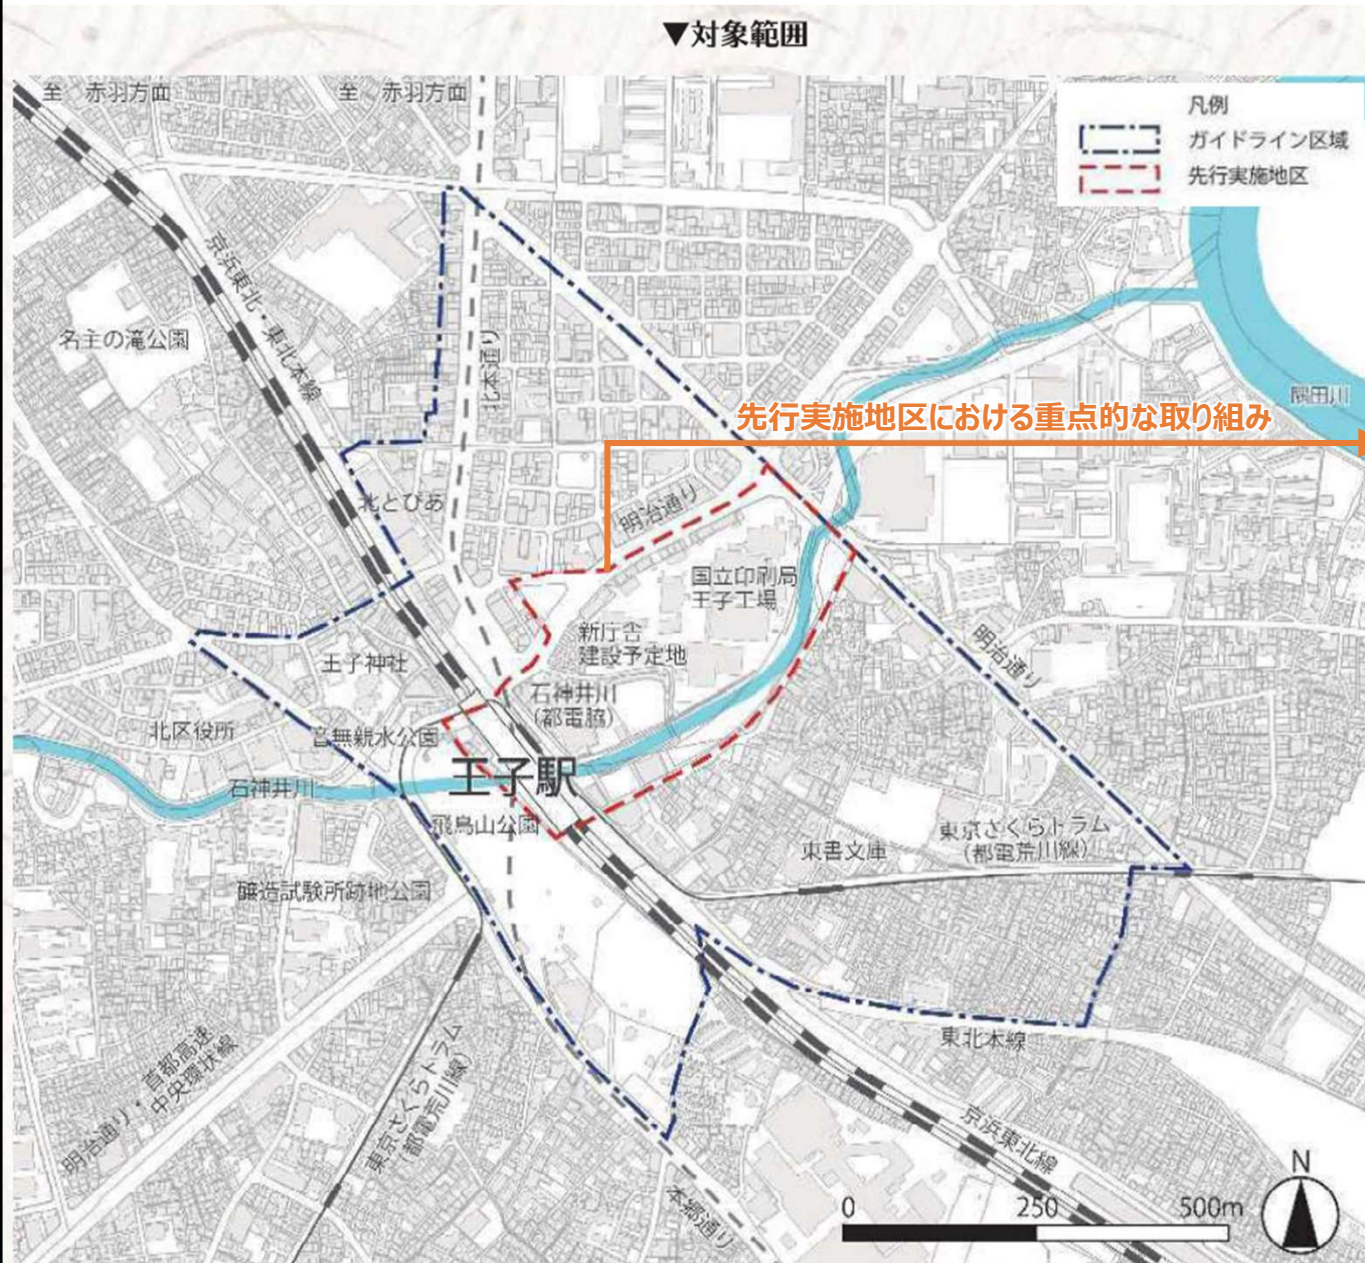 ▼対象範囲
至 赤羽方面
至 赤羽方面
凡例
ガイドライン区域
先行実施地区
京浜東北・東北本線
名主の滝公園
北本通り
隅田川
先行実施地区における重点的な取り組み
北とぴあ
明治通り
国立印刷局
王子工場
新庁舎
建設予定地
明治通り
王子神社
石神井川
(都電脇)
北区役所
音無親水公園
王子駅
石神井川
飛鳥山公園
東京さくらトラム
(都電荒川線)
東書文庫
醸造試験所跡地公園
東北本線
明治通り・首都高速
中央環状線
東京さくらトラム
(都電荒川線)
京浜東北線
本郷通り
N
0 250 500m